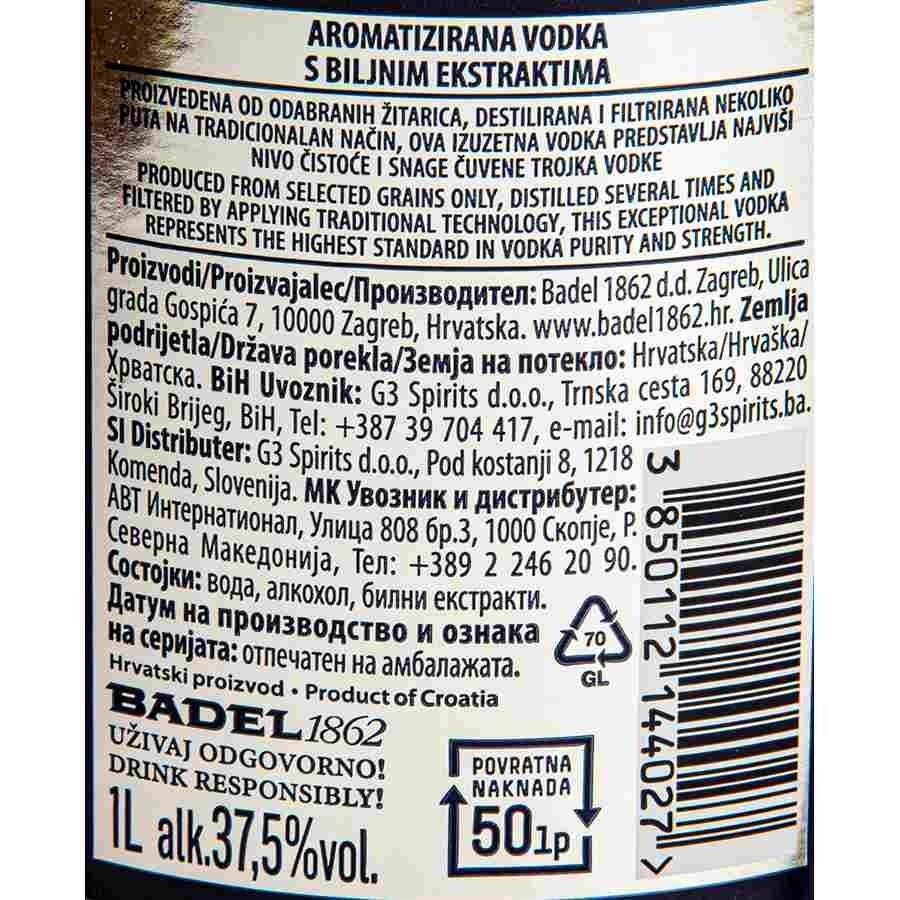 AROMATIZIRANA VODKA
S BILJNIM EKSTRAKTIMA
PROIZVEDENA OD ODABRANIH ŽITARICA, DESTILIRANA I FILTRIRANA NEKOLIKO
PUTA NA TRADICIONALAN NAČIN, OVA IZUZETNA VODKA PREDSTAVLJA NAJVIŠI
NIVO ČISTOĆE I SNAGE ČUVENE TROJKA VODKE
PRODUCED FROM SELECTED GRAINS ONLY, DISTILLED SEVERAL TIMES AND
FILTERED BY APPLYING TRADITIONAL TECHNOLOGY, THIS EXCEPTIONAL VODKA
REPRESENTS THE HIGHEST STANDARD IN VODKA PURITY AND STRENGTH.
Proizvodi/Proizvajalec/Производител: Badel 1862 d.d. Zagreb, Ulica
grada Gospića 7, 10000 Zagreb, Hrvatska. www.badel1862.hr. Zemlja
podrijetla/Država porekla/Земја на потекло: Hrvatska/Hrvaška/
Хрватска. BiH Uvoznik: G3 Spirits d.o.o., Trnska cesta 169, 88220
Široki Brijeg, BiH, Tel: +387 39 704 417, e-mail: info@g3spirits.ba.
SI Distributer: G3 Spirits d.o.o., Pod kostanji 8, 1218
Komenda, Slovenija. МК Увозник и дистрибутер:
АВТ Интернационал, Улица 808 бр.3, 1000 Скопје, Р.
Северна Македонија, Тел: +389 2 246 20 90.
Состојки: вода, алкохол, билни екстракти.
Датум на производство и ознака
на серијата: отпечатен на амбалажата.
Hrvatski proizvod • Product of Croatia
BADEL 1862
UŽIVAJ ODGOVORNO!
DRINK RESPONSIBLY!
1L alk.37,5%vol.
70
GL
POVRATNA
NAKNADA
50 lp
3 850112 144027 >